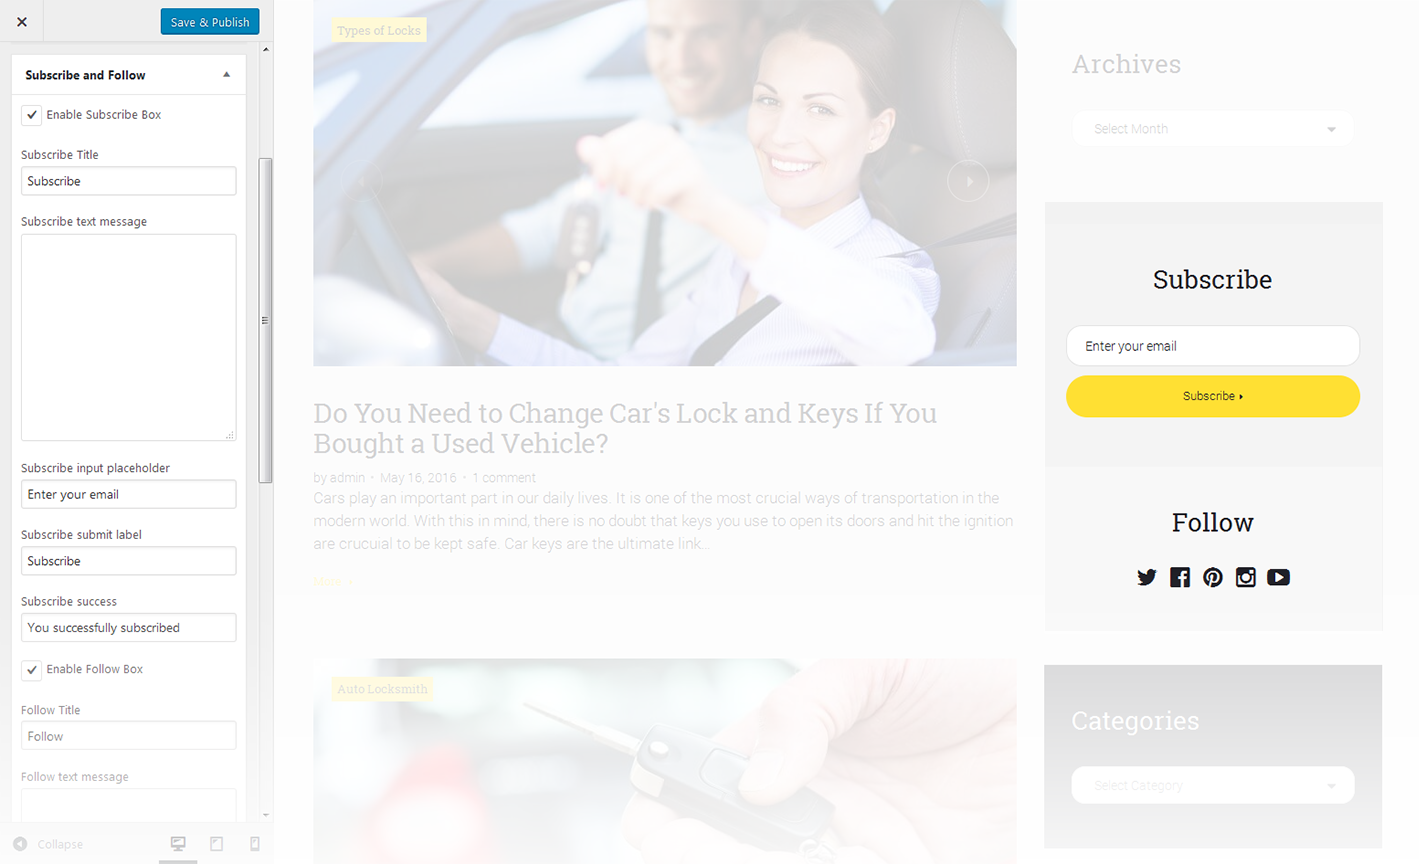 Save & Publish
Subscribe and Follow
Enable Subscribe Box
Subscribe Title
Subscribe
Subscribe text message
Subscribe input placeholder
Enter your email
Subscribe submit label
Subscribe
Subscribe success
You successfully subscribed
Enable Follow Box
Follow Title
Follow
Follow text message
Collapse
Types of Locks
Do You Need to Change Car's Lock and Keys If You
Bought a Used Vehicle?
by admin • May 16, 2016 • 1 comment
Cars play an important part in our daily lives. It is one of the most crucial ways of transportation in the
modern world. With this in mind, there is no doubt that keys you use to open its doors and hit the ignition
are crucuial to be kept safe. Car keys are the ultimate link...
More
Auto Locksmith
Archives
Select Month
Subscribe
Enter your email
Subscribe
Follow
Categories
Select Category